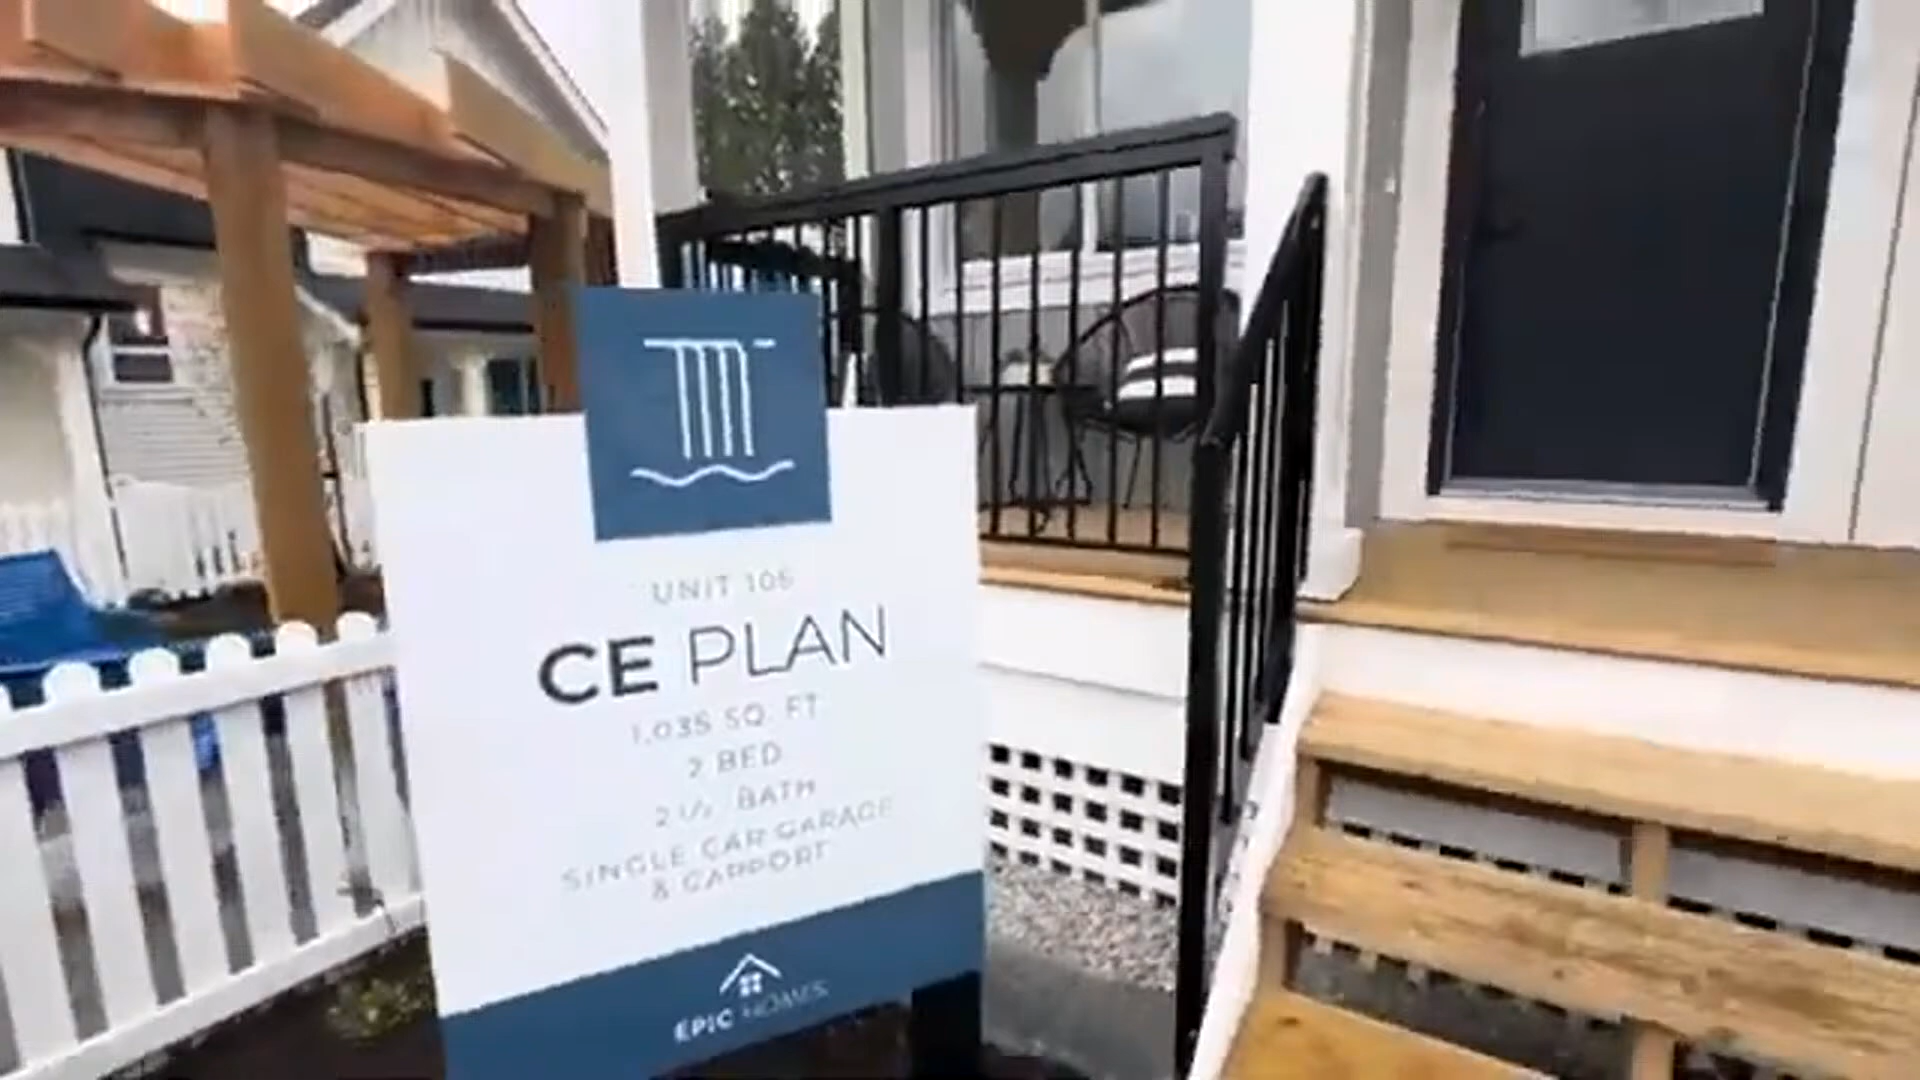 UNIT 106
CE PLAN
1,035 SQ. FT
2 BED
2 1/2 BATH
SINGLE CAR GARAGE
& CARPORT
EPIC HOMES